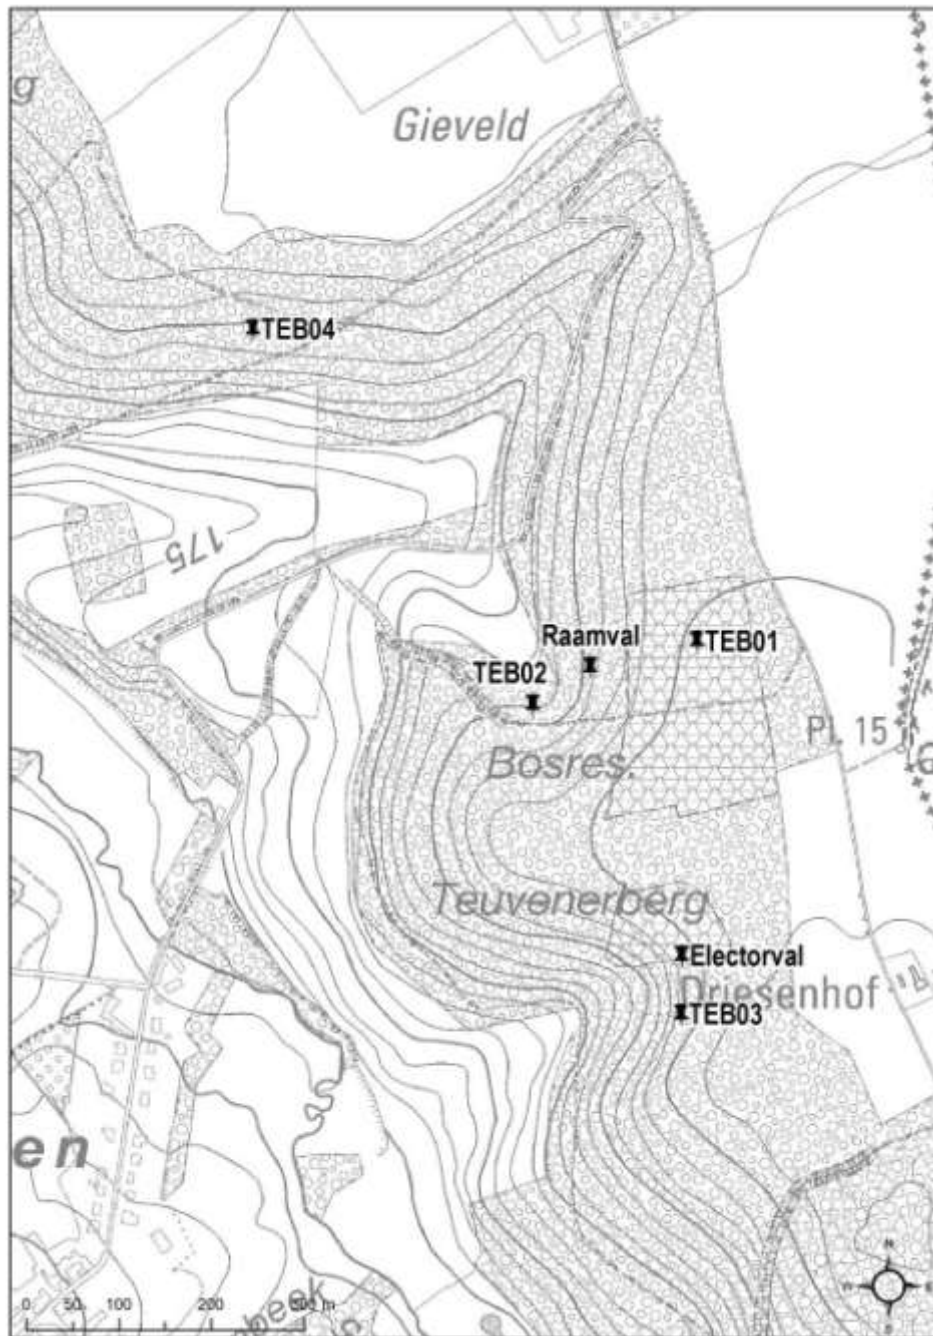 g
Gieveld
TEB04
175
Raamval
TEB01
TEB02
Pl. 15
Bosres.
Teuvenerberg
Electorval
Driesenhof
TEB03
en
N
W E
S
0 50 100 200 300 m
beek